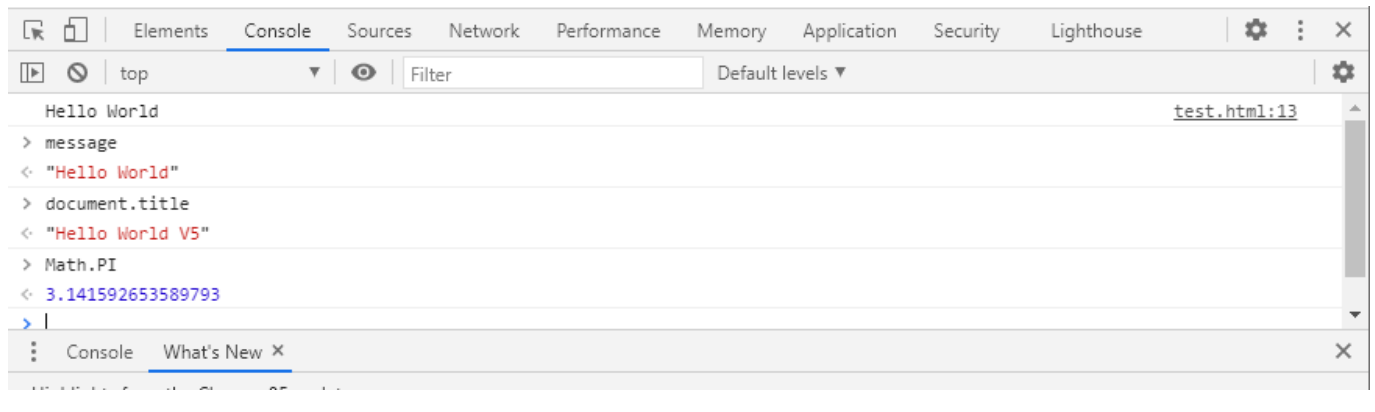 Elements Console Sources Network Performance Memory Application Security Lighthouse
top Filter Default levels
Hello World test.html:13
> message
"Hello World"
> document.title
"Hello World V5"
> Math.PI
3.141592653589793
>
Console What's New